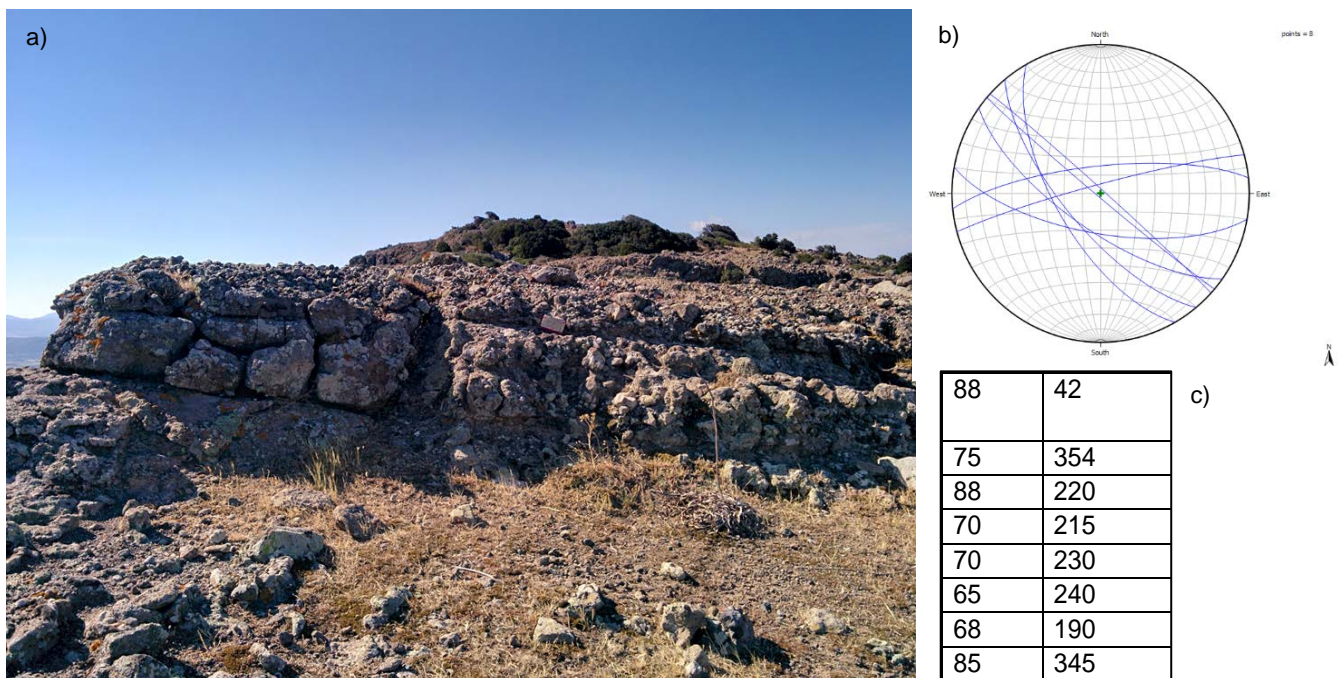 a)
b)
points = 8
North
West
East
South
N
c)
88 42
75 354
88 220
70 215
70 230
65 240
68 190
85 345